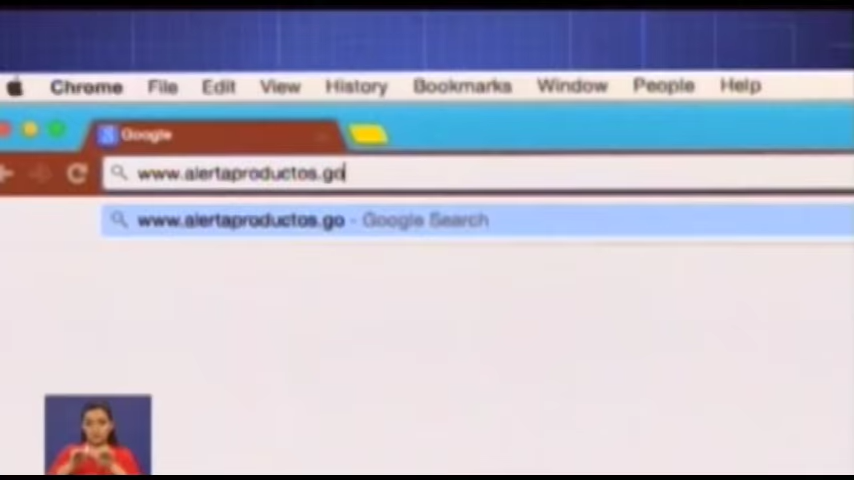 Chrome File Edit View History Bookmarks Window People Help
Google
www.alertaproductos.go
www.alertaproductos.go - Google Search